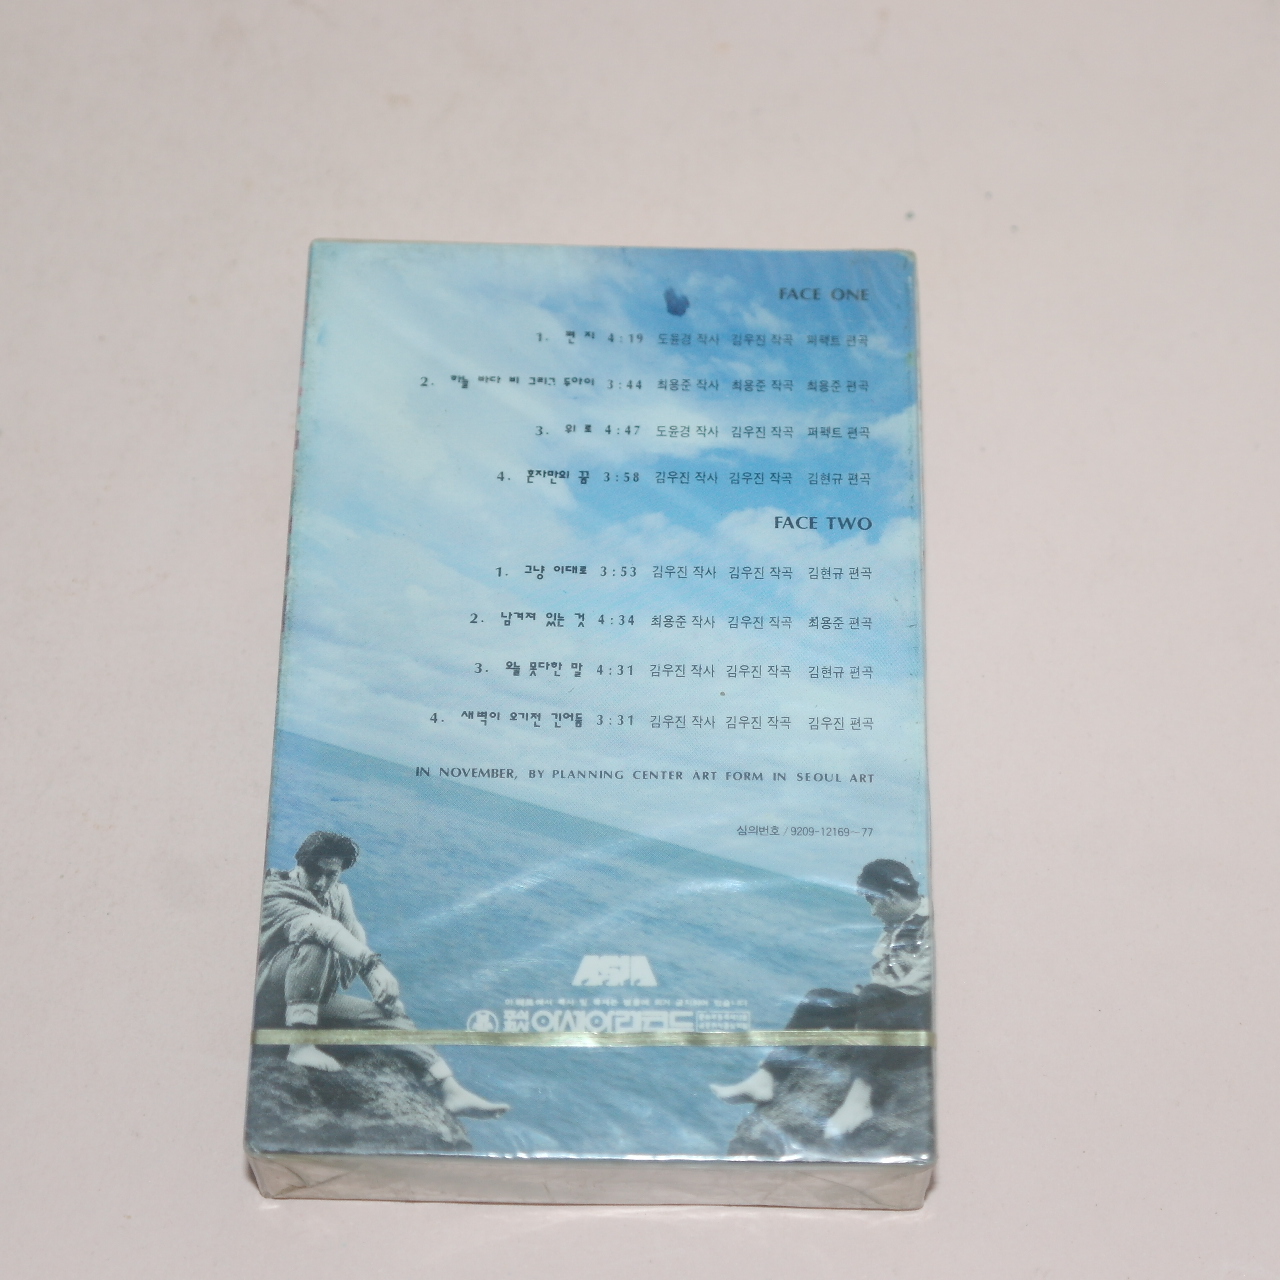 FACE ONE
1. 편지 4:19 도윤경 작사 김우진 작곡 퍼펙트 편곡
2. 하늘 바다 비 그리고 두아이 3:44 최용준 작사 최용준 작곡 최용준 편곡
3. 위로 4:47 도윤경 작사 김우진 작곡 퍼펙트 편곡
4. 혼자만의 꿈 3:58 김우진 작사 김우진 작곡 김현규 편곡
FACE TWO
1. 그냥 이대로 3:53 김우진 작사 김우진 작곡 김현규 편곡
2. 남겨져 있는 것 4:34 최용준 작사 김우진 작곡 최용준 편곡
3. 오늘 못다한 말 4:31 김우진 작사 김우진 작곡 김현규 편곡
4. 새벽이 오기전 긴어둠 3:31 김우진 작사 김우진 작곡 김우진 편곡
IN NOVEMBER, BY PLANNING CENTER ART FORM IN SEOUL ART
심의번호 / 9209-12169~77
ASIA
주식회사 아세아레코드